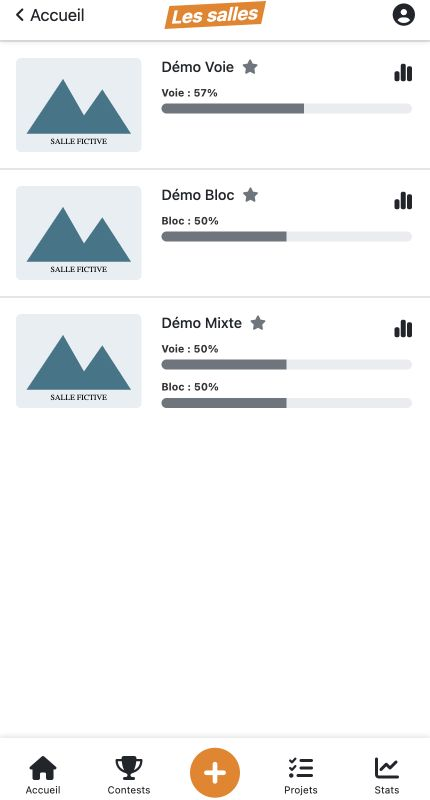 Accueil
Les salles
Démo Voie
Voie : 57%
SALLE FICTIVE
Démo Bloc
Bloc : 50%
SALLE FICTIVE
Démo Mixte
Voie : 50%
Bloc : 50%
SALLE FICTIVE
Accueil
Contests
Projets
Stats